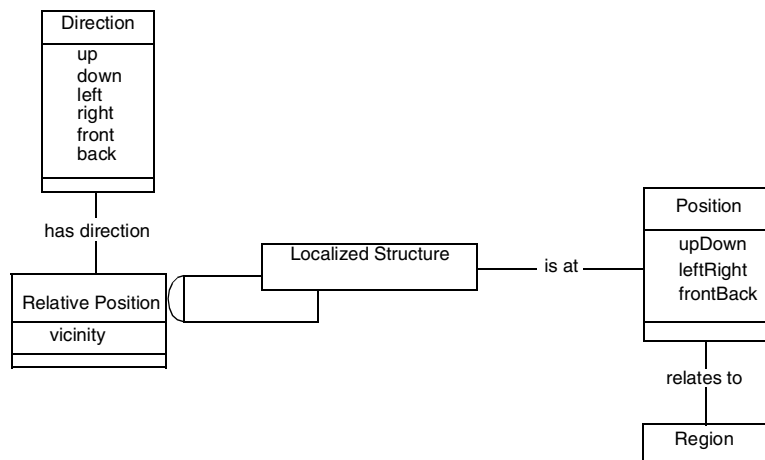 Direction
up
down
left
right
front
back
has direction
Relative Position
vicinity
Localized Structure
is at
Position
upDown
leftRight
frontBack
relates to
Region